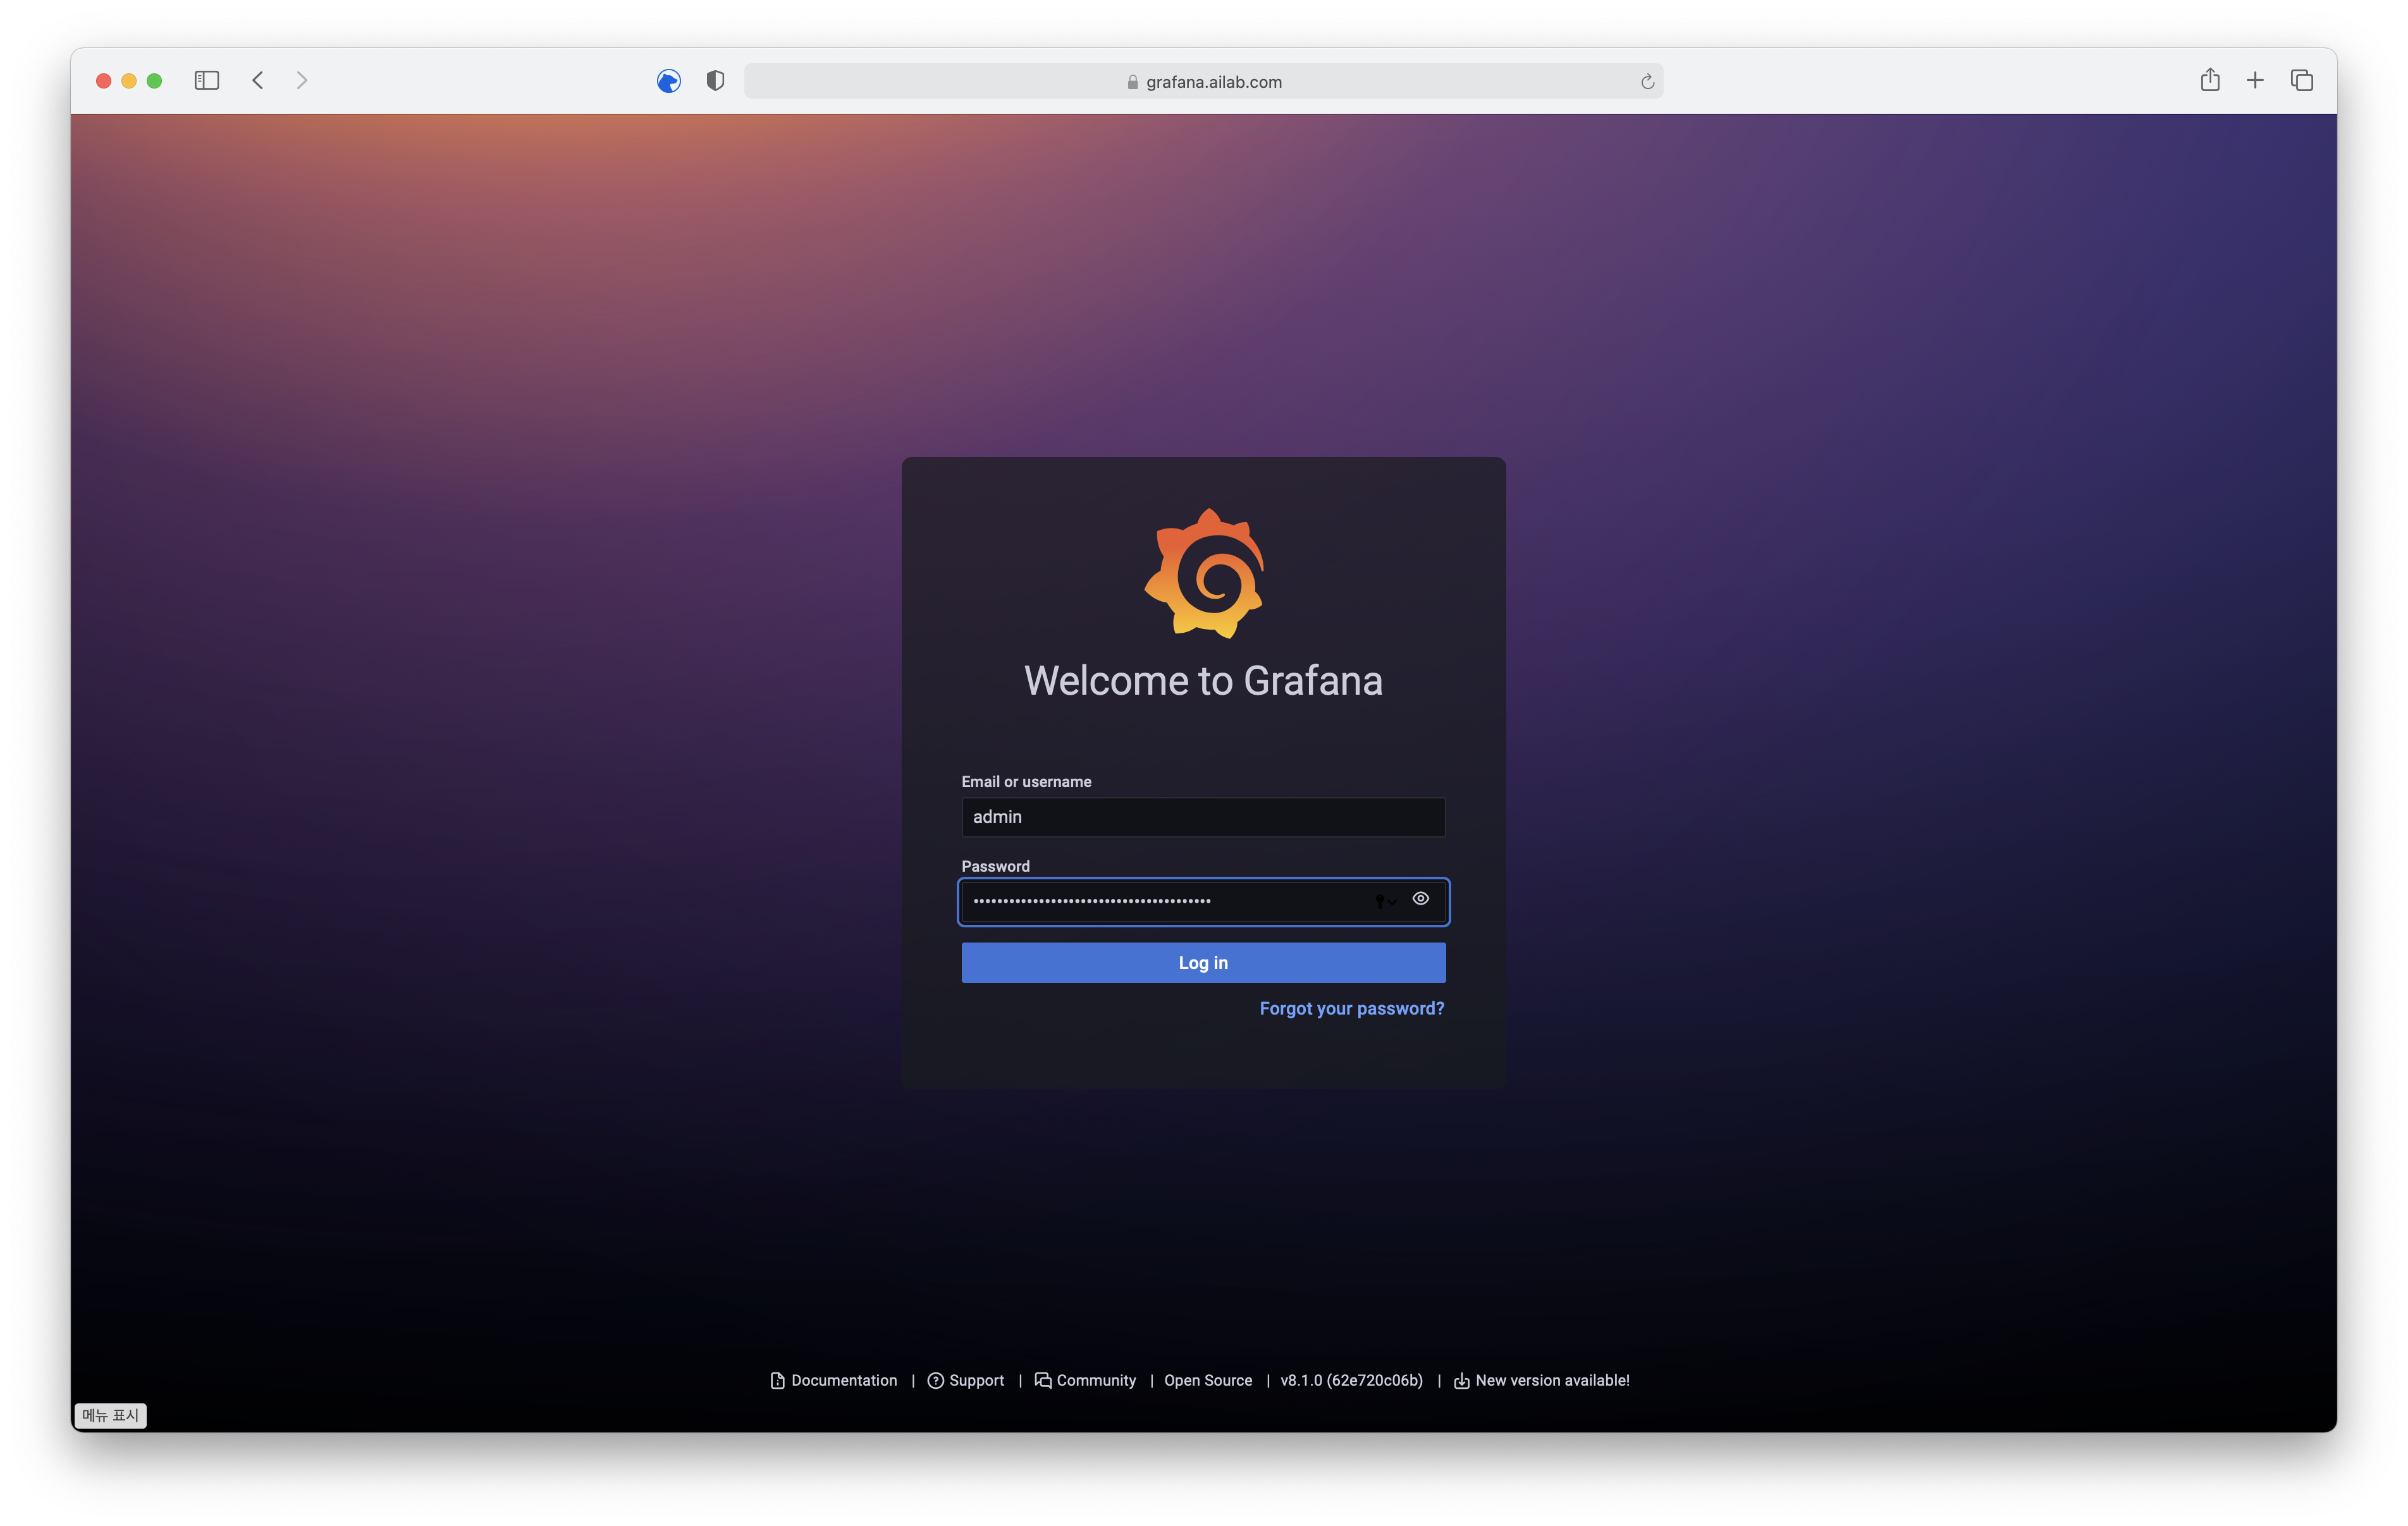 grafana.ailab.com
Welcome to Grafana
Email or username
admin
Password
••••••••••••••••••••••••••••••••••••••••
Log in
Forgot your password?
Documentation | Support | Community | Open Source | v8.1.0 (62e720c06b) | New version available!
메뉴 표시